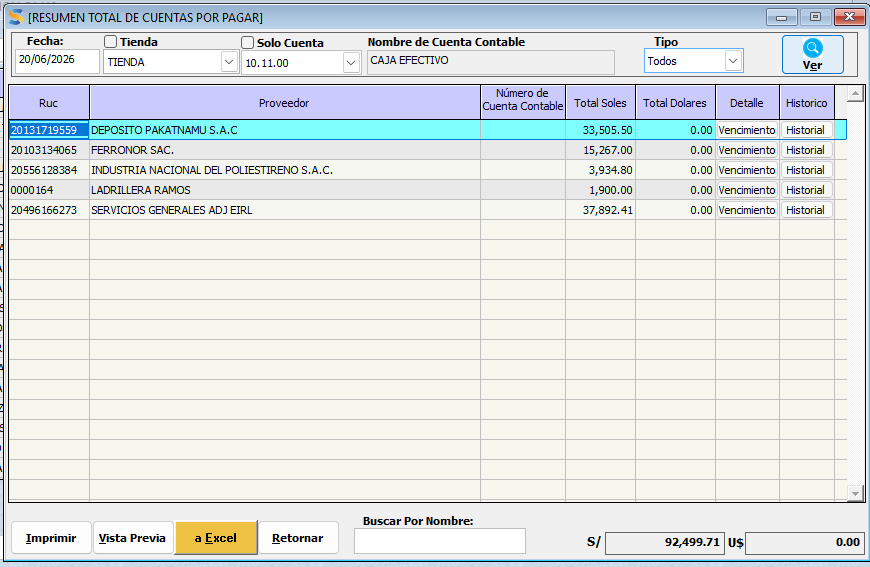 [RESUMEN TOTAL DE CUENTAS POR PAGAR]
Fecha: Tienda Solo Cuenta Nombre de Cuenta Contable Tipo
20/06/2026 TIENDA 10.11.00 CAJA EFECTIVO Todos Ver
Ruc Proveedor Número de Cuenta Contable Total Soles Total Dolares Detalle Historico
20131719559 DEPOSITO PAKATNAMU S.A.C 33,505.50 0.00 Vencimiento Historial
20103134065 FERRONOR SAC. 15,267.00 0.00 Vencimiento Historial
20556128384 INDUSTRIA NACIONAL DEL POLIESTIRENO S.A.C. 3,934.80 0.00 Vencimiento Historial
0000164 LADRILLERA RAMOS 1,900.00 0.00 Vencimiento Historial
20496166273 SERVICIOS GENERALES ADJ EIRL 37,892.41 0.00 Vencimiento Historial
Imprimir Vista Previa a Excel Retornar Buscar Por Nombre: S/ 92,499.71 U$ 0.00